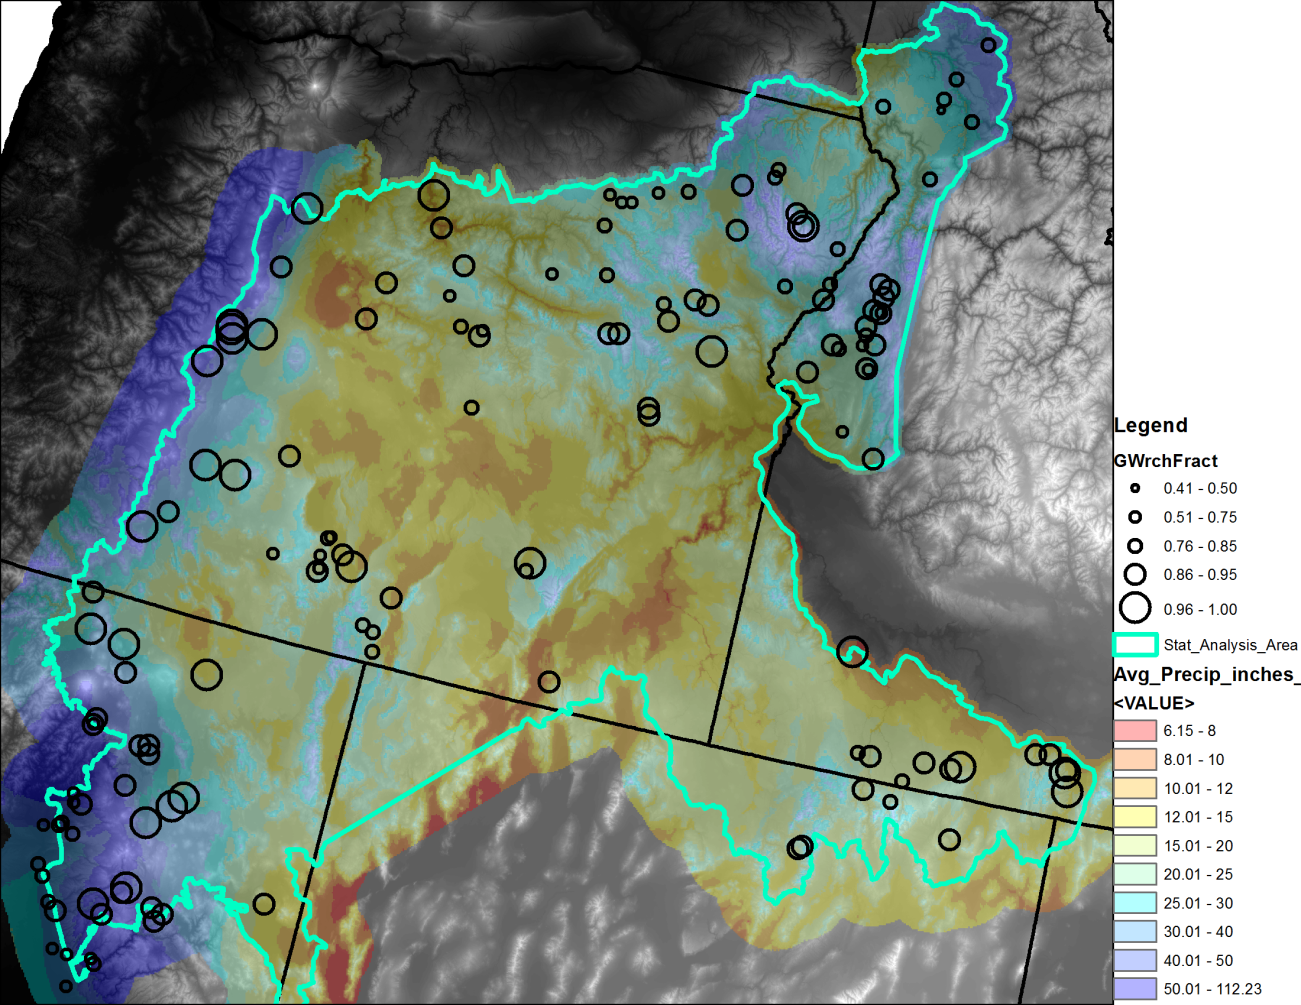 Legend
GWrchFract
0.41 - 0.50
0.51 - 0.75
0.76 - 0.85
0.86 - 0.95
0.96 - 1.00
Stat_Analysis_Area
Avg_Precip_inches_
<VALUE>
6.15 - 8
8.01 - 10
10.01 - 12
12.01 - 15
15.01 - 20
20.01 - 25
25.01 - 30
30.01 - 40
40.01 - 50
50.01 - 112.23